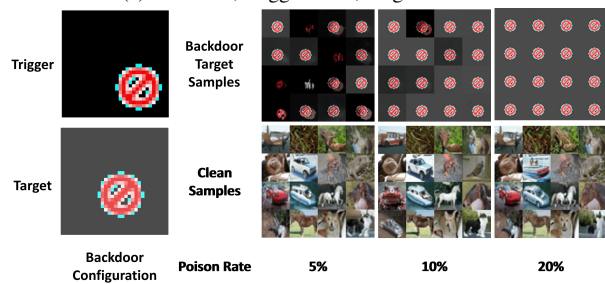 Trigger
Backdoor
Target
Samples
Target
Clean
Samples
Backdoor
Configuration
Poison Rate 5% 10% 20%